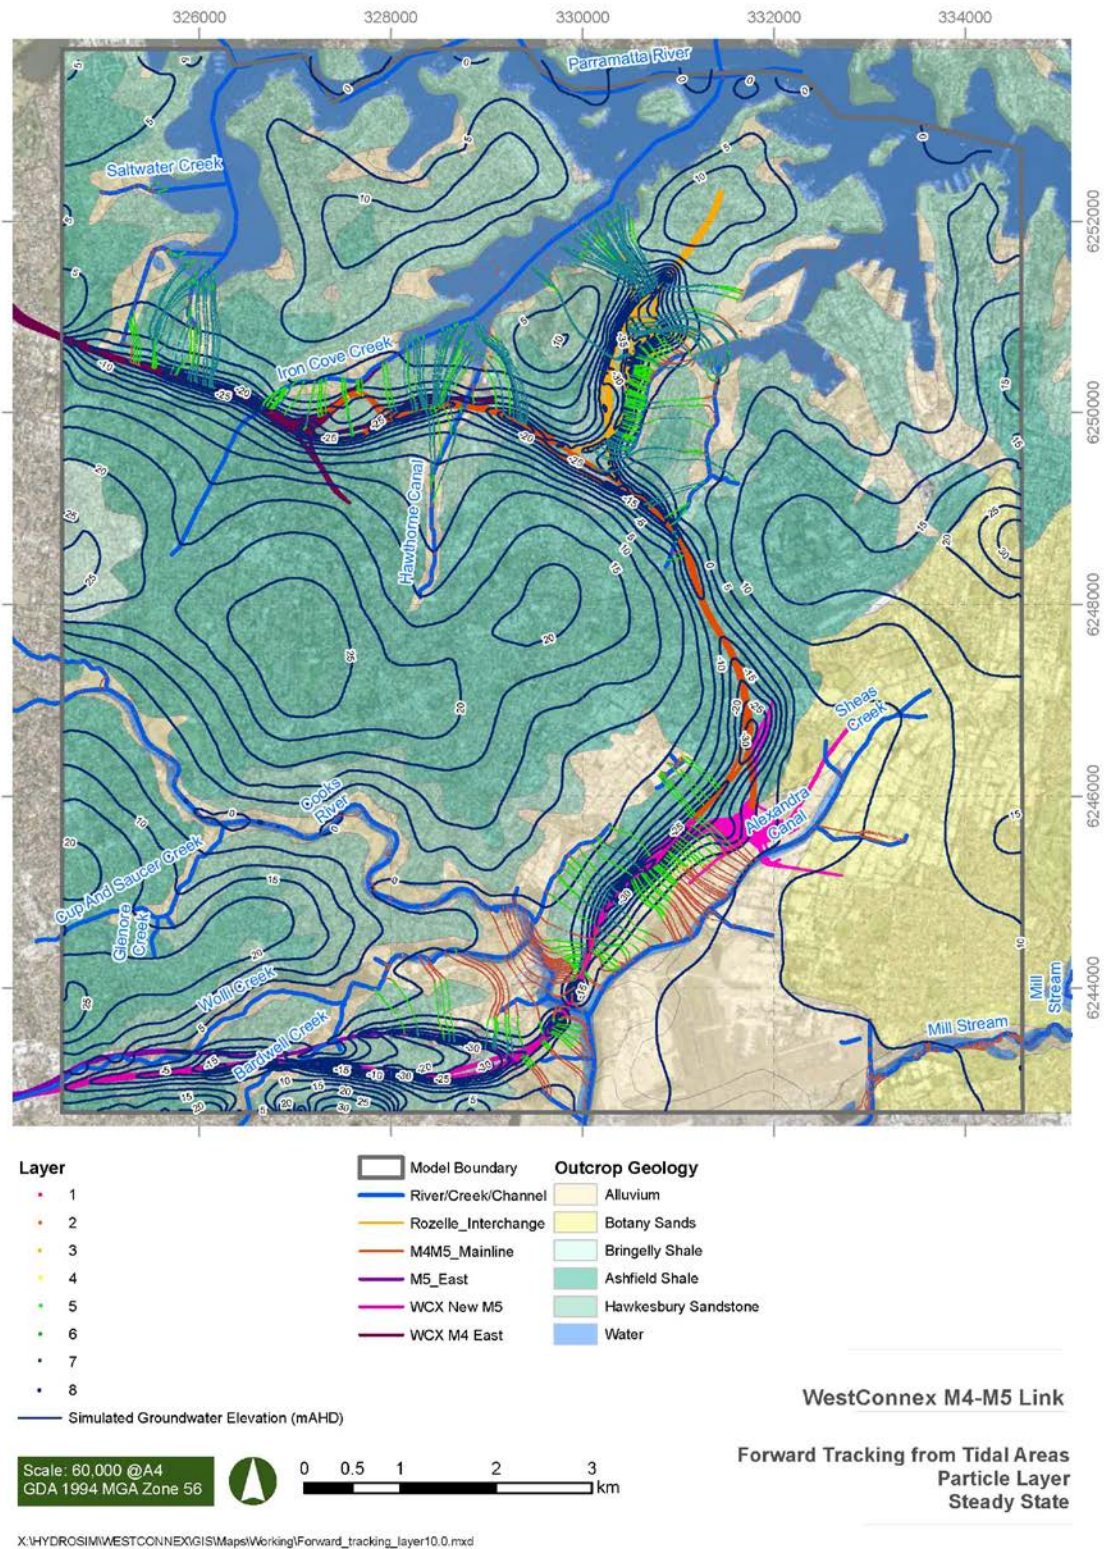 326000 328000 330000 332000 334000
Parramatta River
Saltwater Creek
6252000
Iron Cove Creek
6250000
Hawthorne Canal
6248000
Sheas
Creek
Cooks
River
6246000
Alexandra
Canal
Cup And Saucer Creek
Glenore
Creek
Wolli Creek
Bardwell Creek
6244000
Mill
Stream
Mill Stream
Layer
1
2
3
4
5
6
7
8
Simulated Groundwater Elevation (mAHD)
Model Boundary
River/Creek/Channel
Rozelle_Interchange
M4M5_Mainline
M5_East
WCX New M5
WCX M4 East
Outcrop Geology
Alluvium
Botany Sands
Bringelly Shale
Ashfield Shale
Hawkesbury Sandstone
Water
WestConnex M4-M5 Link
Forward Tracking from Tidal Areas
Particle Layer
Steady State
Scale: 60,000 @A4
GDA 1994 MGA Zone 56
0 0.5 1 2 3
km
X:\HYDROSIM\WESTCONNEX\GIS\Maps\Working\Forward_tracking_layer10.0.mxd